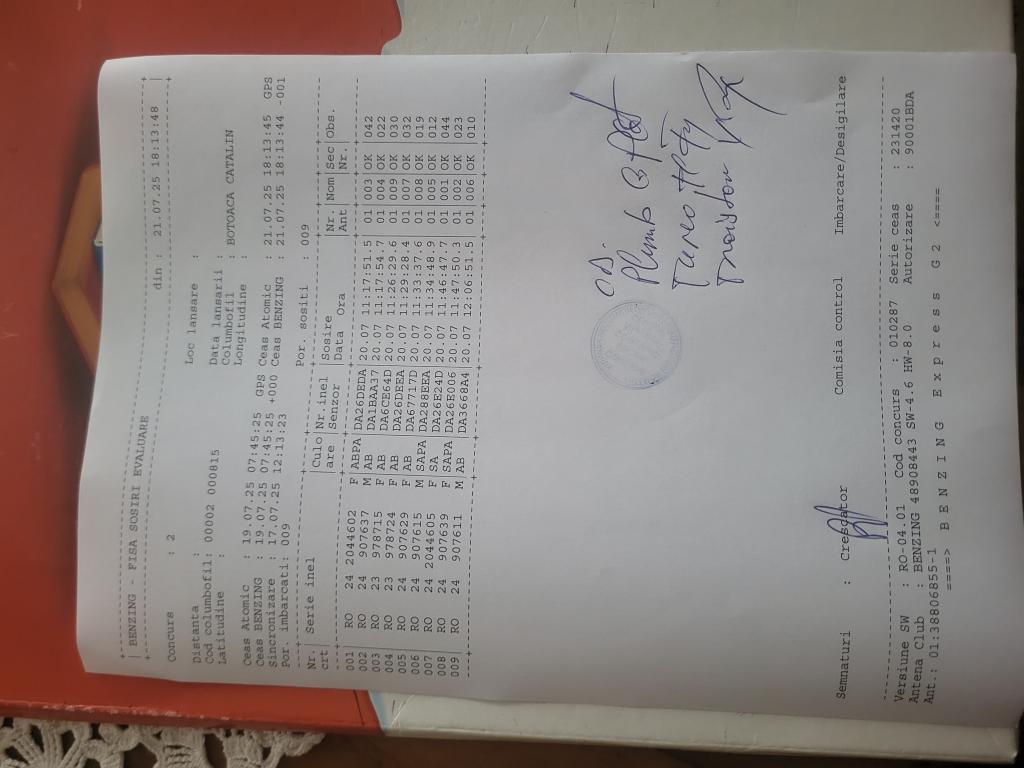 BENZING - FISA SOSIRI EVALUARE
din : 21.07.25 18:13:48
Concurs : 2
Distanta : Loc lansare :
Cod columbofil: 00002 000815 Data lansarii :
Latitudine : Columbofil : BOTOACA CATALIN
Longitudine :
Ceas Atomic : 19.07.25 07:45:25 GPS Ceas Atomic : 21.07.25 18:13:45 GPS
Ceas BENZING : 19.07.25 07:45:25 +000 Ceas BENZING : 21.07.25 18:13:44 -001
Sincronizare : 17.07.25 12:13:23
Por. imbarcati: 009 Por. sositi : 009
Nr. | Serie inel |Culo|Nr.inel |Sosire |Nr. |Nom|Sec|Obs.
crt| |are |Senzor |Data Ora |Ant | |Nr.|
001| RO 24 2044602 F|ABPA|DA26DEDA|20.07 11:17:51.5| 01|003|OK |042
002| RO 24 907637 M|AB |DA1BAA37|20.07 11:17:54.7| 01|004|OK |022
003| RO 23 978715 F|AB |DA6CE64D|20.07 11:26:29.6| 01|009|OK |030
004| RO 23 978724 F|AB |DA26DEEA|20.07 11:29:28.4| 01|007|OK |032
005| RO 24 907629 F|AB |DA67717D|20.07 11:33:37.6| 01|008|OK |019
006| RO 24 907615 M|SAPA|DA288EEA|20.07 11:34:48.9| 01|005|OK |012
007| RO 24 2044605 F|SA |DA26E24D|20.07 11:46:47.7| 01|001|OK |044
008| RO 24 907639 F|SAPA|DA26E006|20.07 11:47:50.3| 01|002|OK |023
009| RO 24 907611 M|AB |DA3668A4|20.07 12:06:51.5| 01|006|OK |010
Semnaturi : Crescator Comisia control Imbarcare/Desigilare
Versiune SW : RO-04.01 Cod concurs : 010287 Serie ceas : 231420
Antena Club : BENZING 48908443 SW-4.6 HW-8.0 Autorizare : 90001BDA
Ant.: 01:38806855-1
====> B E N Z I N G E x p r e s s G 2 <====